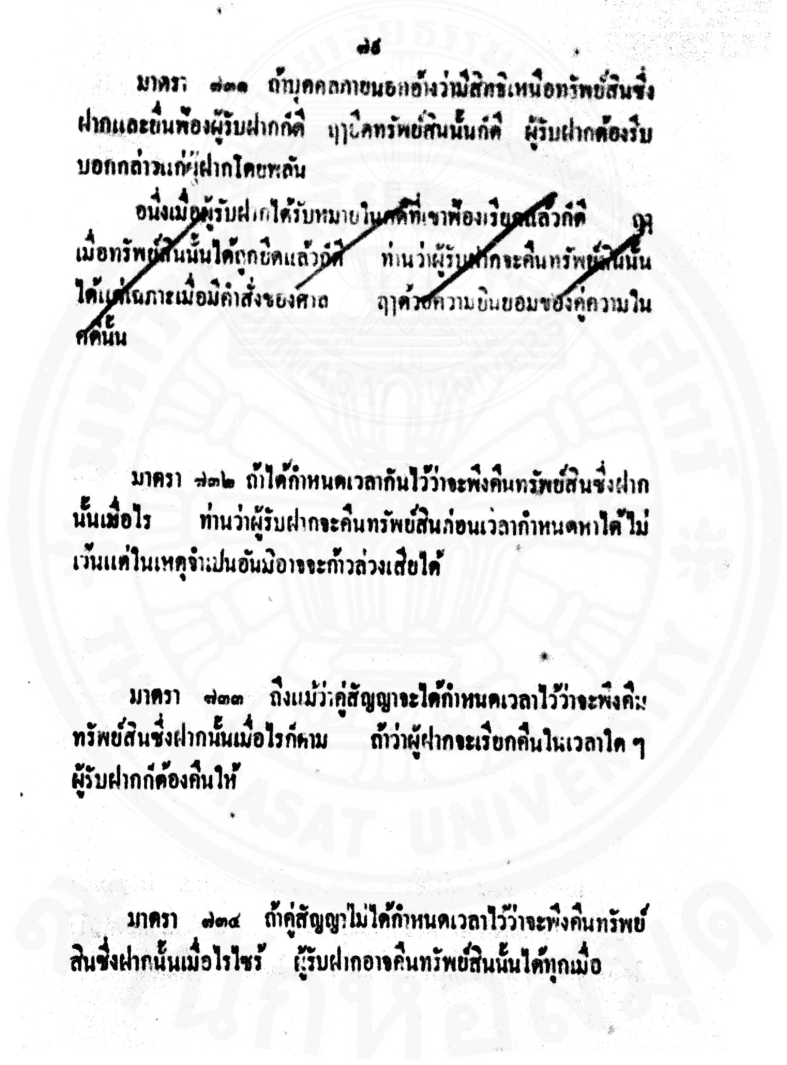 ๗๙
มาตรา ๗๓๑ ถ้าบุคคลภายนอกอ้างว่ามีสิทธิเหนือทรัพย์สินซึ่ง
ฝากและยื่นฟ้องผู้รับฝากก็ดี ฤๅยึดทรัพย์สินนั้นก็ดี ผู้รับฝากต้องรีบ
บอกกล่าวแก่ผู้ฝากโดยพลัน
อนึ่งเมื่อผู้รับฝากได้รับหมายในคดีที่เขาฟ้องเรียกแล้วก็ดี ฤๅ
เมื่อทรัพย์สินนั้นได้ถูกยึดแล้วก็ดี ท่านว่าผู้รับฝากจะคืนทรัพย์สินนั้น
ได้แต่เฉภาะเมื่อมีคำสั่งของศาล ฤๅด้วยความยินยอมของคู่ความใน
คดีนั้น
มาตรา ๗๓๒ ถ้าได้กำหนดเวลากันไว้ว่าจะพึงคืนทรัพย์สินซึ่งฝาก
นั้นเมื่อไร ท่านว่าผู้รับฝากจะคืนทรัพย์สินก่อนเวลากำหนดหาได้ไม่
เว้นแต่ในเหตุจำเปนอันมิอาจจะก้าวล่วงเสียได้
มาตรา ๗๓๓ ถึงแม้ว่าคู่สัญญาจะได้กำหนดเวลาไว้ว่าจะพึงคืน
ทรัพย์สินซึ่งฝากนั้นเมื่อไรก็ตาม ถ้าว่าผู้ฝากจะเรียกคืนในเวลาใด ๆ
ผู้รับฝากก็ต้องคืนให้
มาตรา ๗๓๔ ถ้าคู่สัญญาไม่ได้กำหนดเวลาไว้ว่าจะพึงคืนทรัพย์
สินซึ่งฝากนั้นเมื่อไรไซร้ ผู้รับฝากอาจคืนทรัพย์สินนั้นได้ทุกเมื่อ